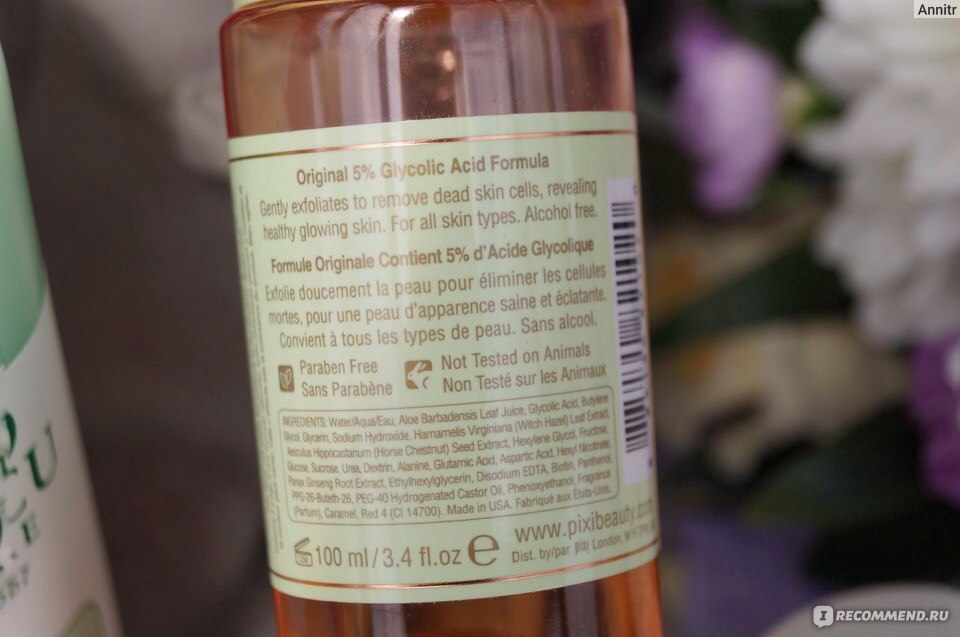 Annitr
Original 5% Glycolic Acid Formula
Gently exfoliates to remove dead skin cells, revealing
healthy glowing skin. For all skin types. Alcohol free.
Formule Originale Contient 5% d'Acide Glycolique
Exfolie doucement la peau pour éliminer les cellules
mortes, pour une peau d'apparence saine et éclatante.
Convient à tous les types de peau. Sans alcool.
Paraben Free
Sans Parabène
Not Tested on Animals
Non Testé sur les Animaux
INGREDIENTS: Water/Aqua/Eau, Aloe Barbadensis Leaf Juice, Glycolic Acid, Butylene
Glycol, Glycerin, Sodium Hydroxide, Hamamelis Virginiana (Witch Hazel) Leaf Extract,
Aesculus Hippocastanum (Horse Chestnut) Seed Extract, Hexylene Glycol, Fructose,
Glucose, Sucrose, Urea, Dextrin, Alanine, Glutamic Acid, Aspartic Acid, Hexyl Nicotinate,
Panax Ginseng Root Extract, Ethylhexylglycerin, Disodium EDTA, Biotin, Panthenol,
PPG-26-Buteth-26, PEG-40 Hydrogenated Castor Oil, Phenoxyethanol, Fragrance
(Parfum), Caramel, Red 4 (CI 14700). Made in USA. Fabriqué aux États-Unis.
100 ml / 3.4 fl.oz e
www.pixibeauty.co
Dist. by/par pixi London,
I RECOMMEND.RU